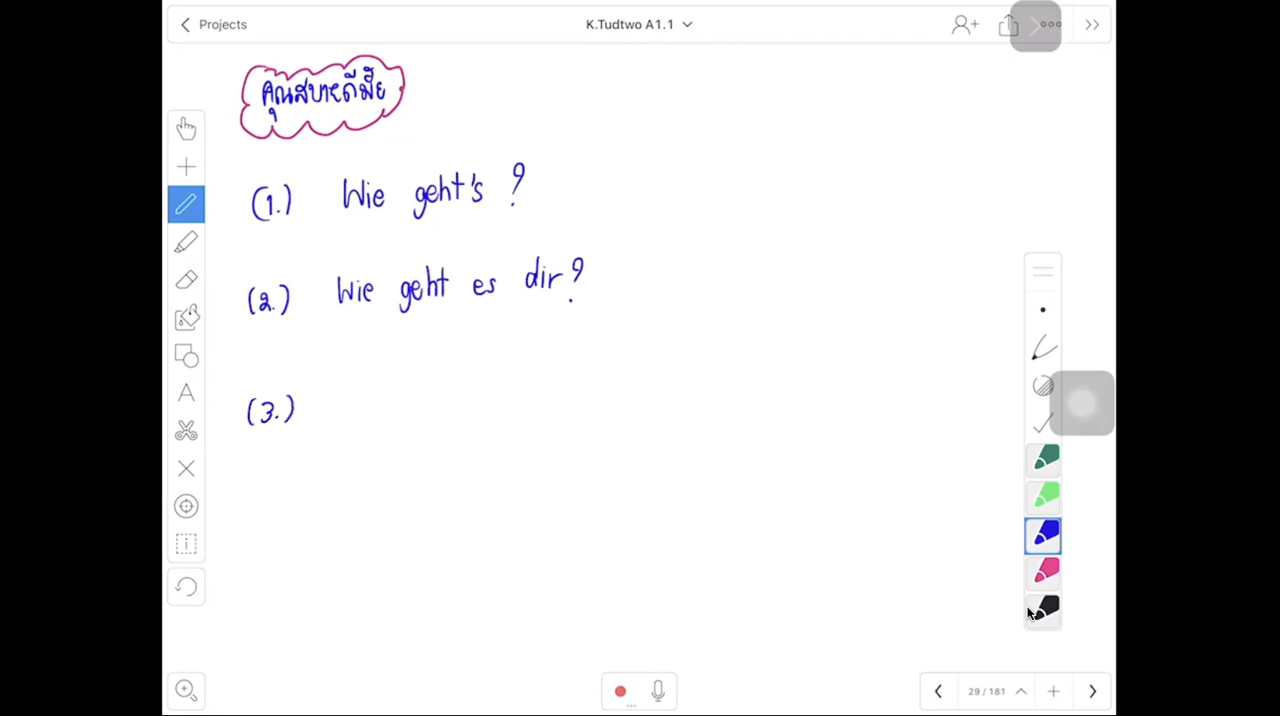 Projects
K.Tudtwo A1.1
คุณสบายดีมั๊ย
(1.) Wie geht's ?
(2.) Wie geht es dir?
(3.)
29 / 181